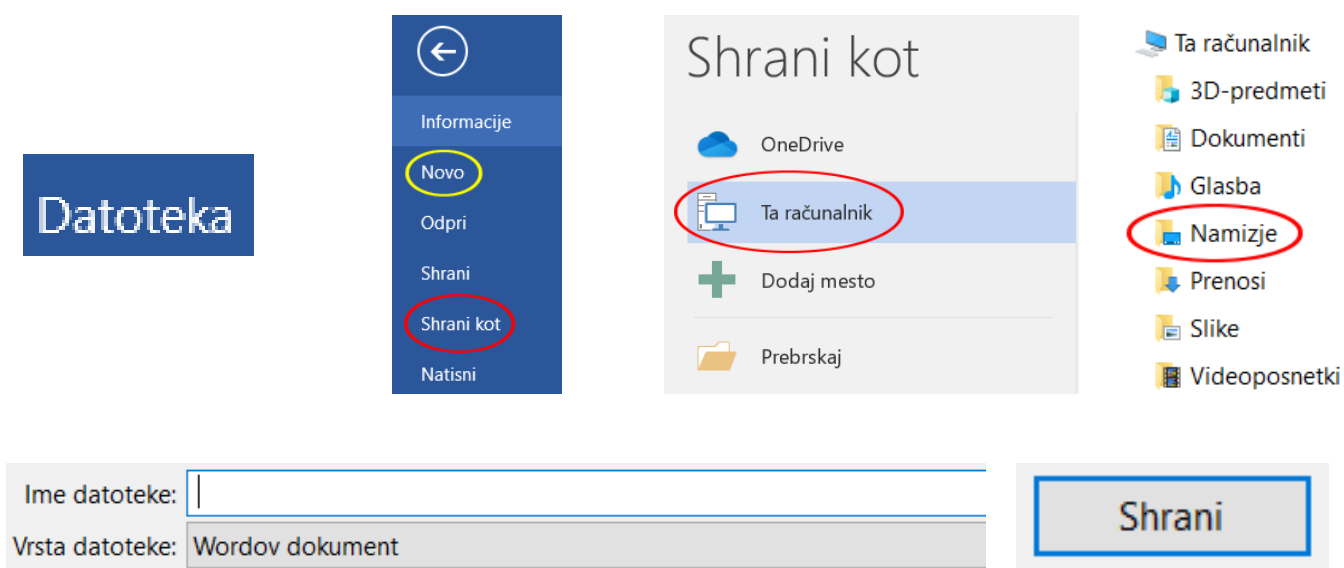 Datoteka
Informacije
Novo
Odpri
Shrani
Shrani kot
Natisni
Shrani kot
OneDrive
Ta računalnik
Dodaj mesto
Prebrskaj
Ta računalnik
3D-predmeti
Dokumenti
Glasba
Namizje
Prenosi
Slike
Videoposnetki
Ime datoteke:
Vrsta datoteke: Wordov dokument
Shrani